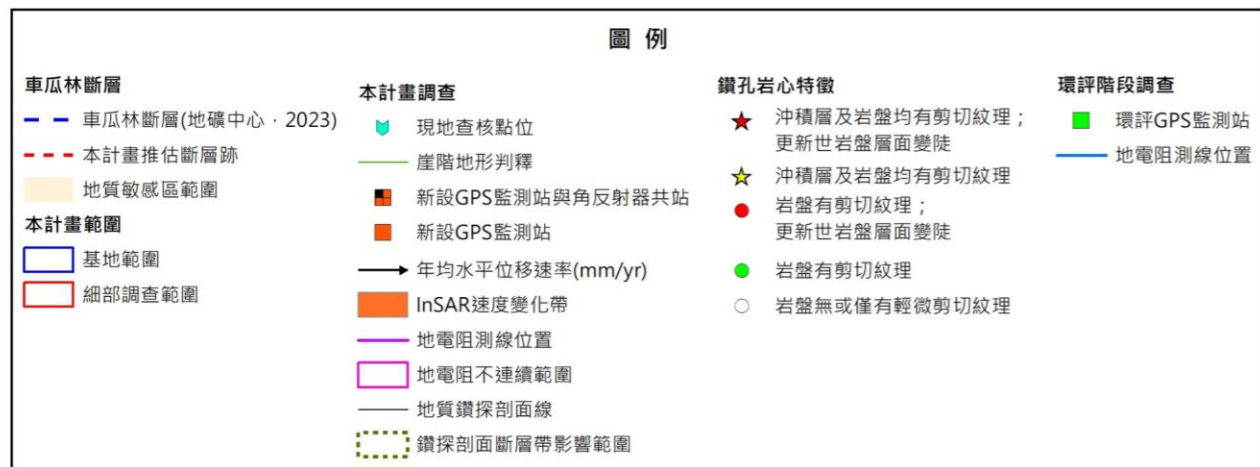 圖 例
車瓜林斷層
車瓜林斷層(地礦中心，2023)
本計畫推估斷層跡
地質敏感區範圍
本計畫範圍
基地範圍
細部調查範圍
本計畫調查
現地查核點位
崖階地形判釋
新設GPS監測站與角反射器共站
新設GPS監測站
年均水平位移速率(mm/yr)
InSAR速度變化帶
地電阻測線位置
地電阻不連續範圍
地質鑽探剖面線
鑽探剖面斷層帶影響範圍
鑽孔岩心特徵
沖積層及岩盤均有剪切紋理；
更新世岩盤層面變陡
沖積層及岩盤均有剪切紋理
岩盤有剪切紋理；
更新世岩盤層面變陡
岩盤有剪切紋理
岩盤無或僅有輕微剪切紋理
環評階段調查
環評GPS監測站
地電阻測線位置